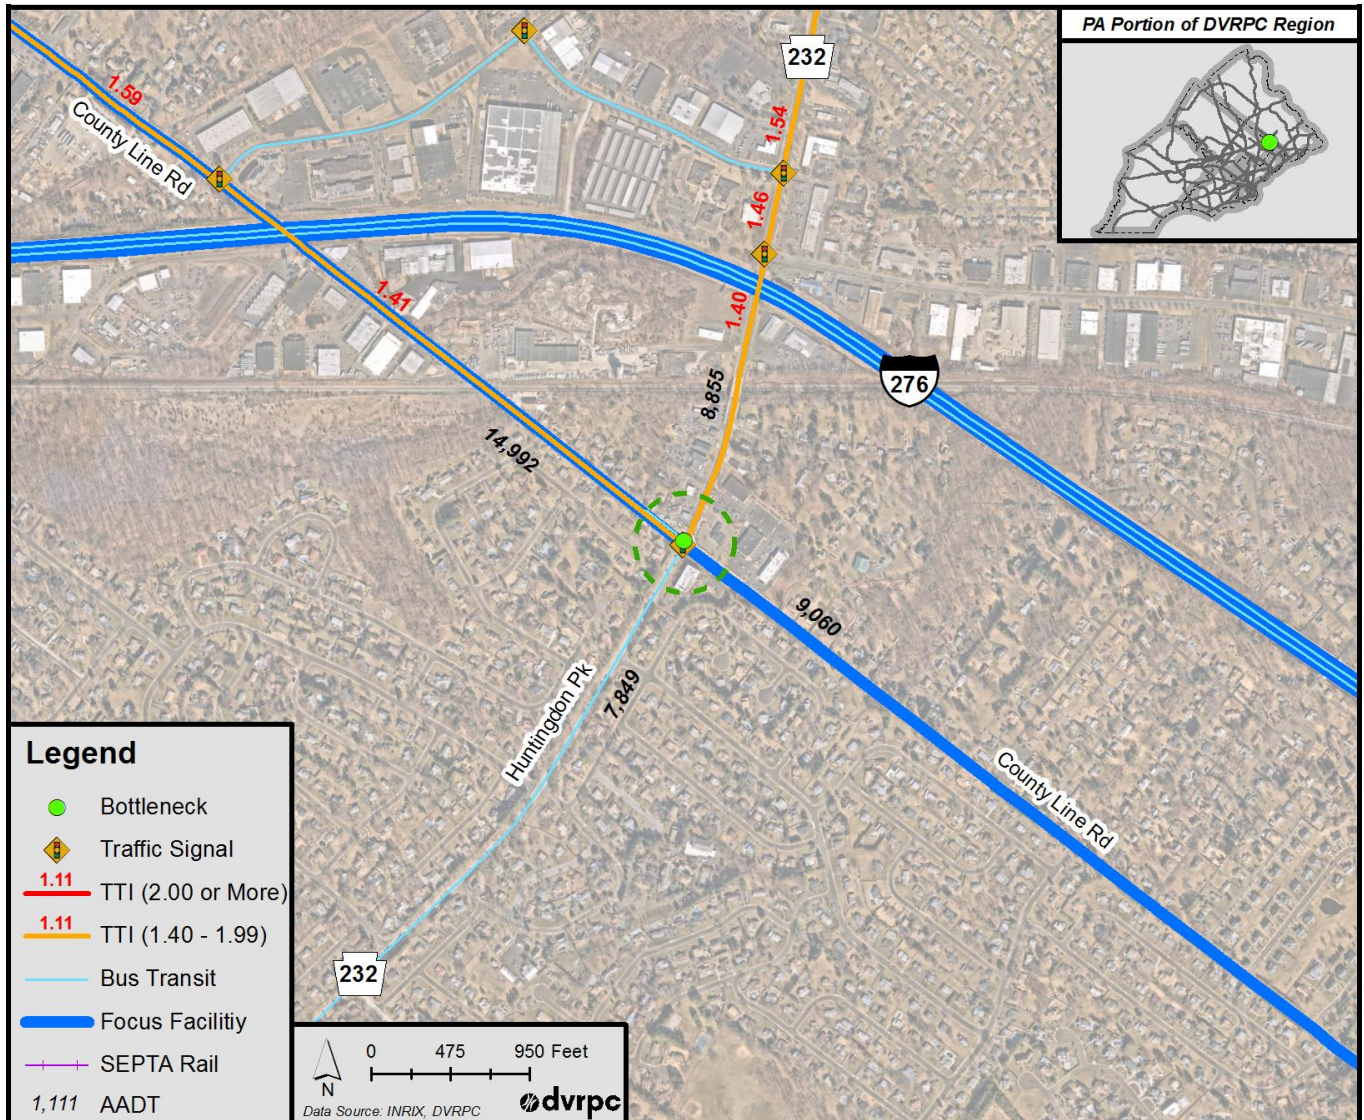 PA Portion of DVRPC Region
232
1.59
County Line Rd
1.54
1.46
1.41
1.40
276
8,855
14,992
9,060
7,849
Huntingdon Pk
County Line Rd
232
Legend
Bottleneck
Traffic Signal
1.11 TTI (2.00 or More)
1.11 TTI (1.40 - 1.99)
Bus Transit
Focus Facilitiy
SEPTA Rail
1,111 AADT
0 475 950 Feet
N
Data Source: INRIX, DVRPC
dvrpc